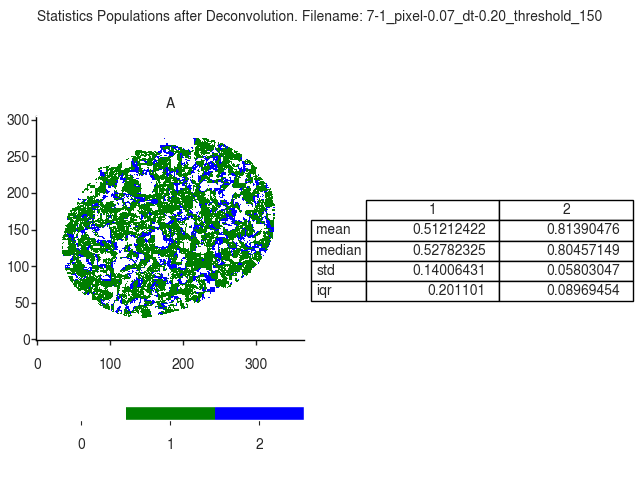 Statistics Populations after Deconvolution. Filename: 7-1_pixel-0.07_dt-0.20_threshold_150
A
300
250
200
150
100
50
0
0 100 200 300
1 2
mean 0.51212422 0.81390476
median 0.52782325 0.80457149
std 0.14006431 0.05803047
iqr 0.201101 0.08969454
0 1 2